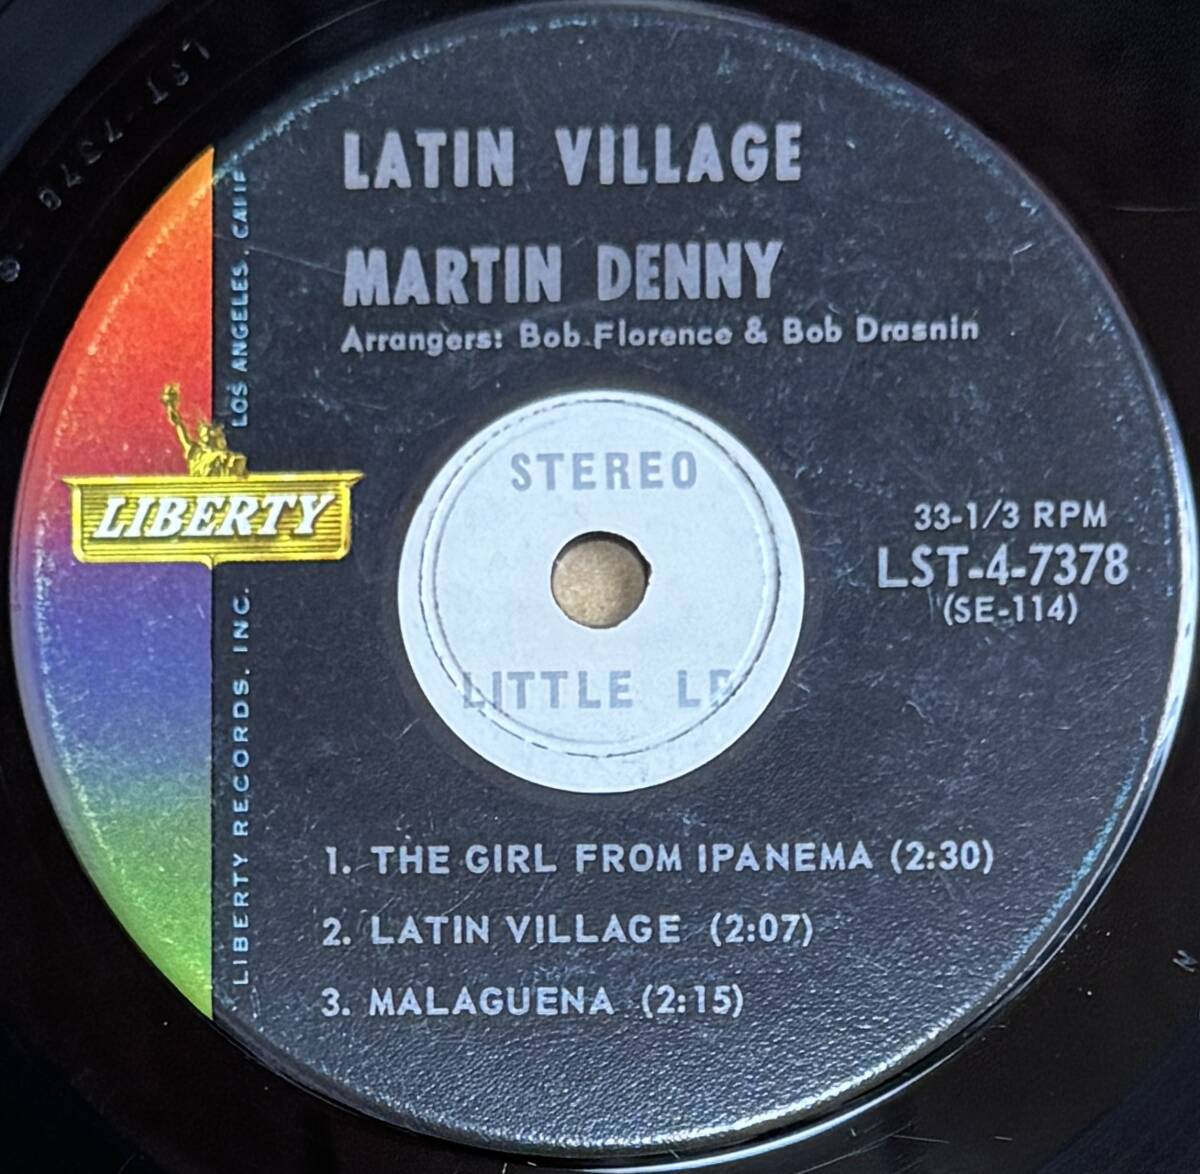 LATIN VILLAGE
MARTIN DENNY
Arrangers: Bob Florence & Bob Drasnin
LIBERTY
LIBERTY RECORDS, INC.
LOS ANGELES, CALIF
STEREO
LITTLE LP
33-1/3 RPM
LST-4-7378
(SE-114)
1. THE GIRL FROM IPANEMA (2:30)
2. LATIN VILLAGE (2:07)
3. MALAGUENA (2:15)